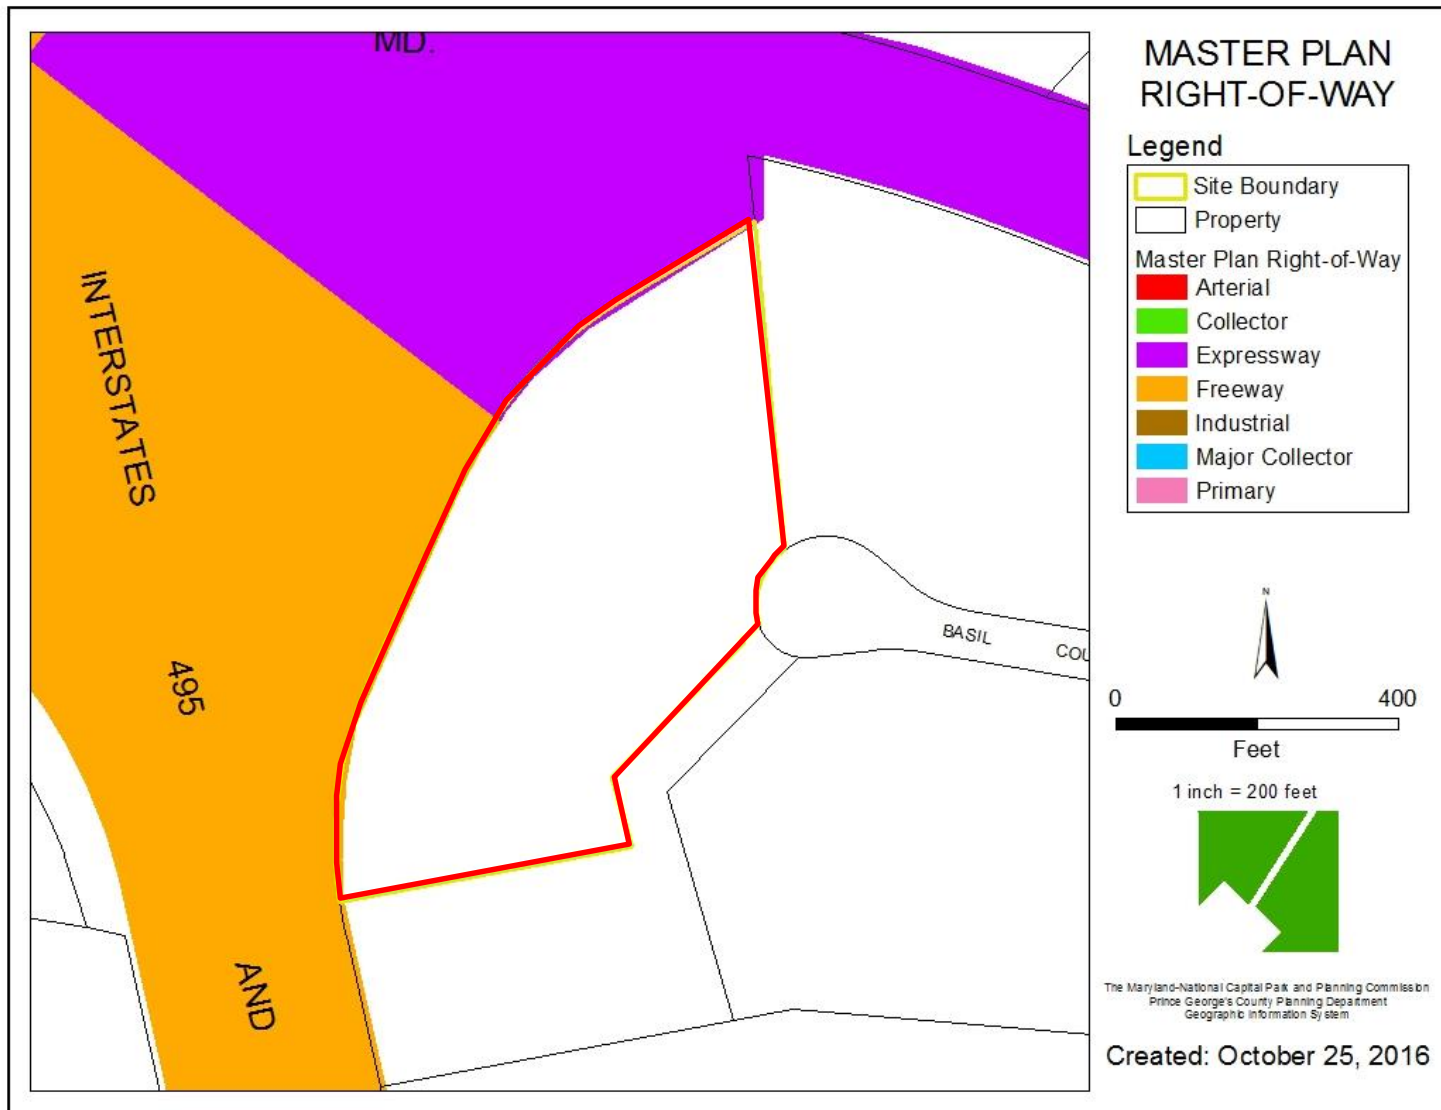 MD.
INTERSTATES
495
AND
BASIL
COU
MASTER PLAN
RIGHT-OF-WAY
Legend
Site Boundary
Property
Master Plan Right-of-Way
Arterial
Collector
Expressway
Freeway
Industrial
Major Collector
Primary
N
0 400
Feet
1 inch = 200 feet
The Maryland-National Capital Park and Planning Commission
Prince George's County Planning Department
Geographic Information System
Created: October 25, 2016